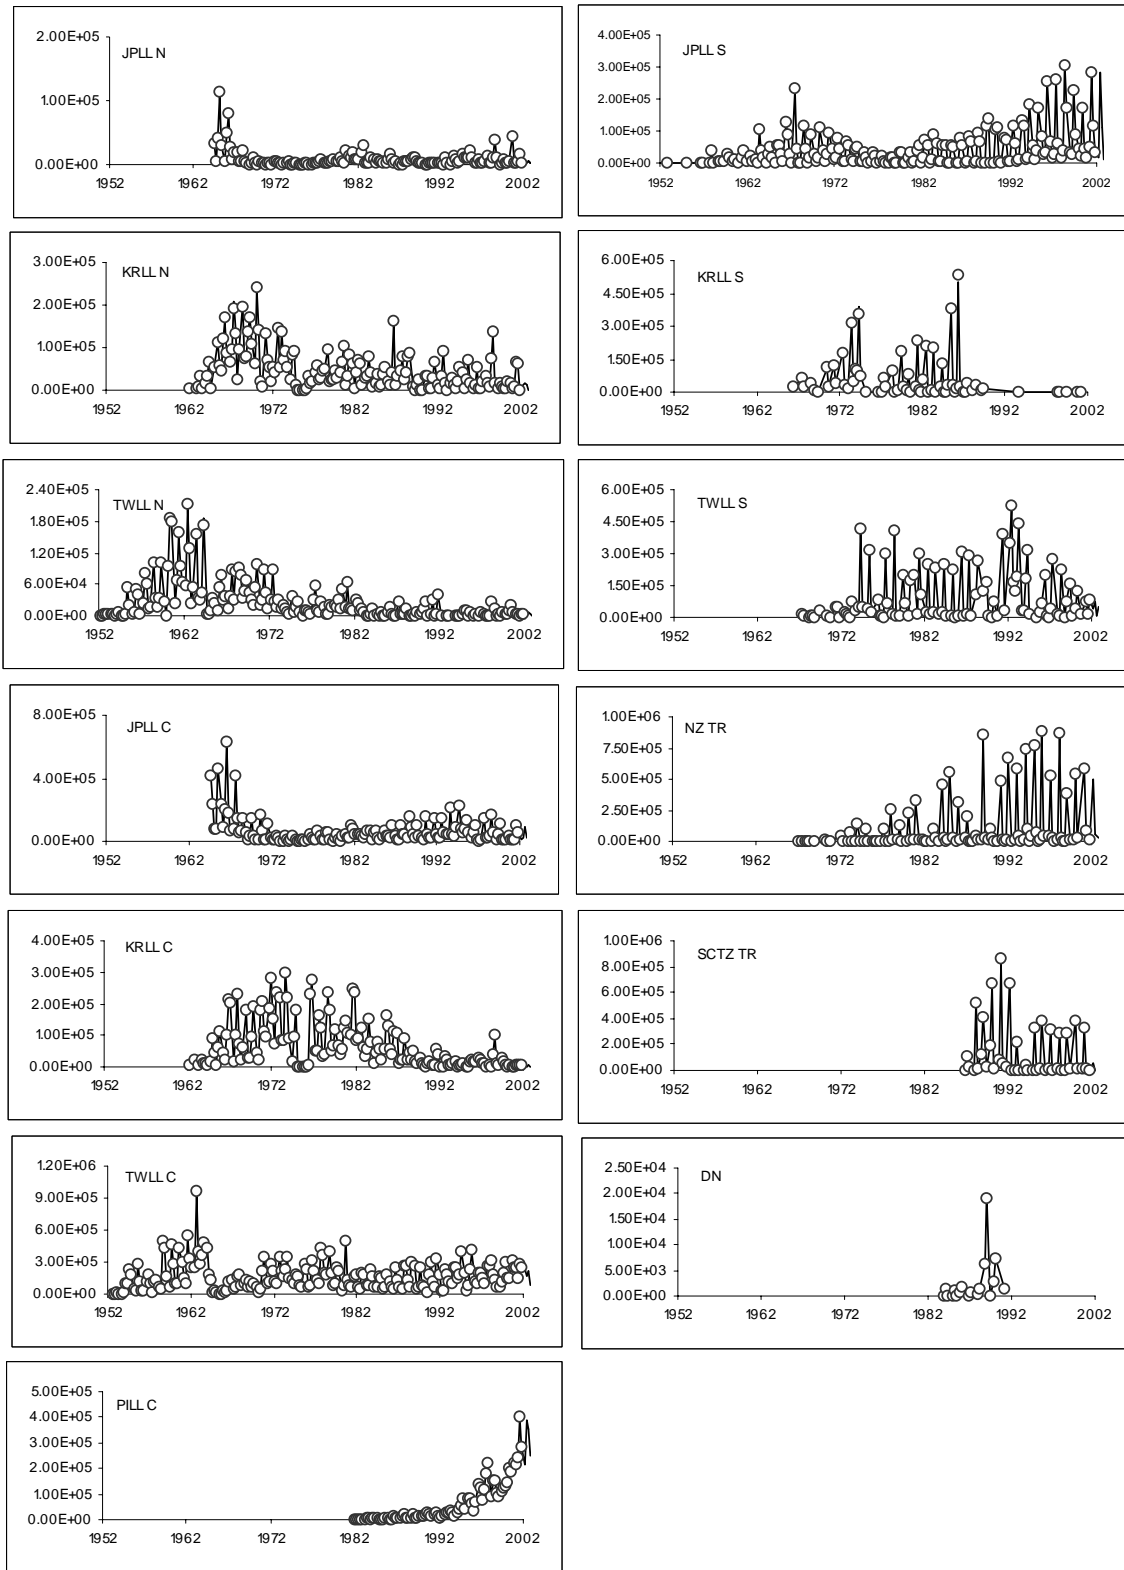 JPLL N
2.00E+05
1.00E+05
0.00E+00
1952 1962 1972 1982 1992 2002
JPLL S
4.00E+05
3.00E+05
2.00E+05
1.00E+05
0.00E+00
1952 1962 1972 1982 1992 2002
KRLL N
3.00E+05
2.00E+05
1.00E+05
0.00E+00
1952 1962 1972 1982 1992 2002
KRLL S
6.00E+05
4.50E+05
3.00E+05
1.50E+05
0.00E+00
1952 1962 1972 1982 1992 2002
TWLL N
2.40E+05
1.80E+05
1.20E+05
6.00E+04
0.00E+00
1952 1962 1972 1982 1992 2002
TWLL S
6.00E+05
4.50E+05
3.00E+05
1.50E+05
0.00E+00
1952 1962 1972 1982 1992 2002
JPLL C
8.00E+05
4.00E+05
0.00E+00
1952 1962 1972 1982 1992 2002
NZ TR
1.00E+06
7.50E+05
5.00E+05
2.50E+05
0.00E+00
1952 1962 1972 1982 1992 2002
KRLL C
4.00E+05
3.00E+05
2.00E+05
1.00E+05
0.00E+00
1952 1962 1972 1982 1992 2002
SCTZ TR
1.00E+06
8.00E+05
6.00E+05
4.00E+05
2.00E+05
0.00E+00
1952 1962 1972 1982 1992 2002
TWLL C
1.20E+06
9.00E+05
6.00E+05
3.00E+05
0.00E+00
1952 1962 1972 1982 1992 2002
DN
2.50E+04
2.00E+04
1.50E+04
1.00E+04
5.00E+03
0.00E+00
1952 1962 1972 1982 1992 2002
PILL C
5.00E+05
4.00E+05
3.00E+05
2.00E+05
1.00E+05
0.00E+00
1952 1962 1972 1982 1992 2002